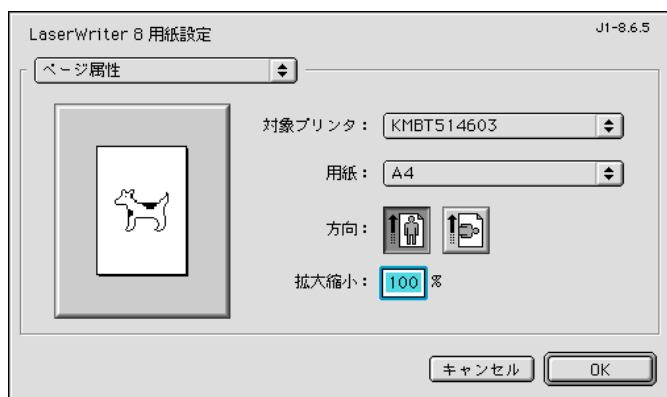 LaserWriter 8 用紙設定
J1-8.6.5
ページ属性
対象プリンタ： KMBT514603
用紙： A4
方向：
拡大縮小： 100 %
キャンセル
OK